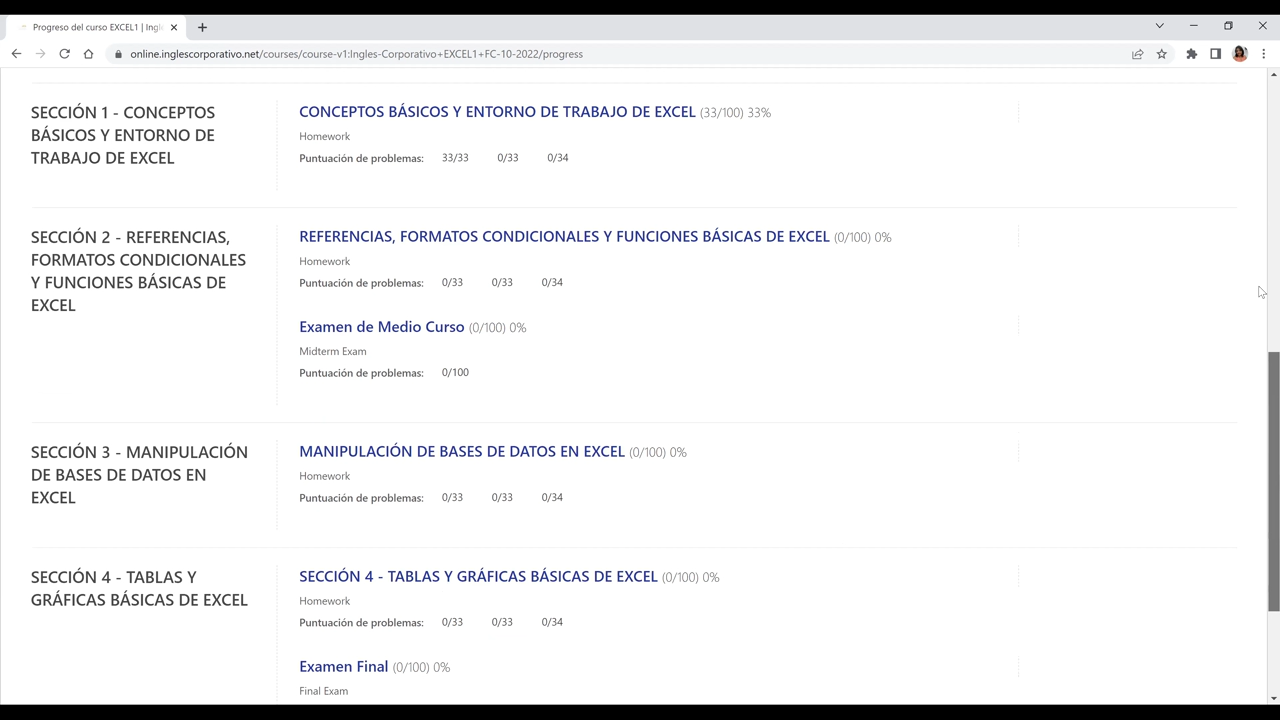 Progreso del curso EXCEL1 | Ingl
online.inglescorporativo.net/courses/course-v1:Ingles-Corporativo+EXCEL1+FC-10-2022/progress
SECCIÓN 1 - CONCEPTOS
BÁSICOS Y ENTORNO DE
TRABAJO DE EXCEL
CONCEPTOS BÁSICOS Y ENTORNO DE TRABAJO DE EXCEL (33/100) 33%
Homework
Puntuación de problemas: 33/33 0/33 0/34
SECCIÓN 2 - REFERENCIAS,
FORMATOS CONDICIONALES
Y FUNCIONES BÁSICAS DE
EXCEL
REFERENCIAS, FORMATOS CONDICIONALES Y FUNCIONES BÁSICAS DE EXCEL (0/100) 0%
Homework
Puntuación de problemas: 0/33 0/33 0/34
Examen de Medio Curso (0/100) 0%
Midterm Exam
Puntuación de problemas: 0/100
SECCIÓN 3 - MANIPULACIÓN
DE BASES DE DATOS EN
EXCEL
MANIPULACIÓN DE BASES DE DATOS EN EXCEL (0/100) 0%
Homework
Puntuación de problemas: 0/33 0/33 0/34
SECCIÓN 4 - TABLAS Y
GRÁFICAS BÁSICAS DE EXCEL
SECCIÓN 4 - TABLAS Y GRÁFICAS BÁSICAS DE EXCEL (0/100) 0%
Homework
Puntuación de problemas: 0/33 0/33 0/34
Examen Final (0/100) 0%
Final Exam